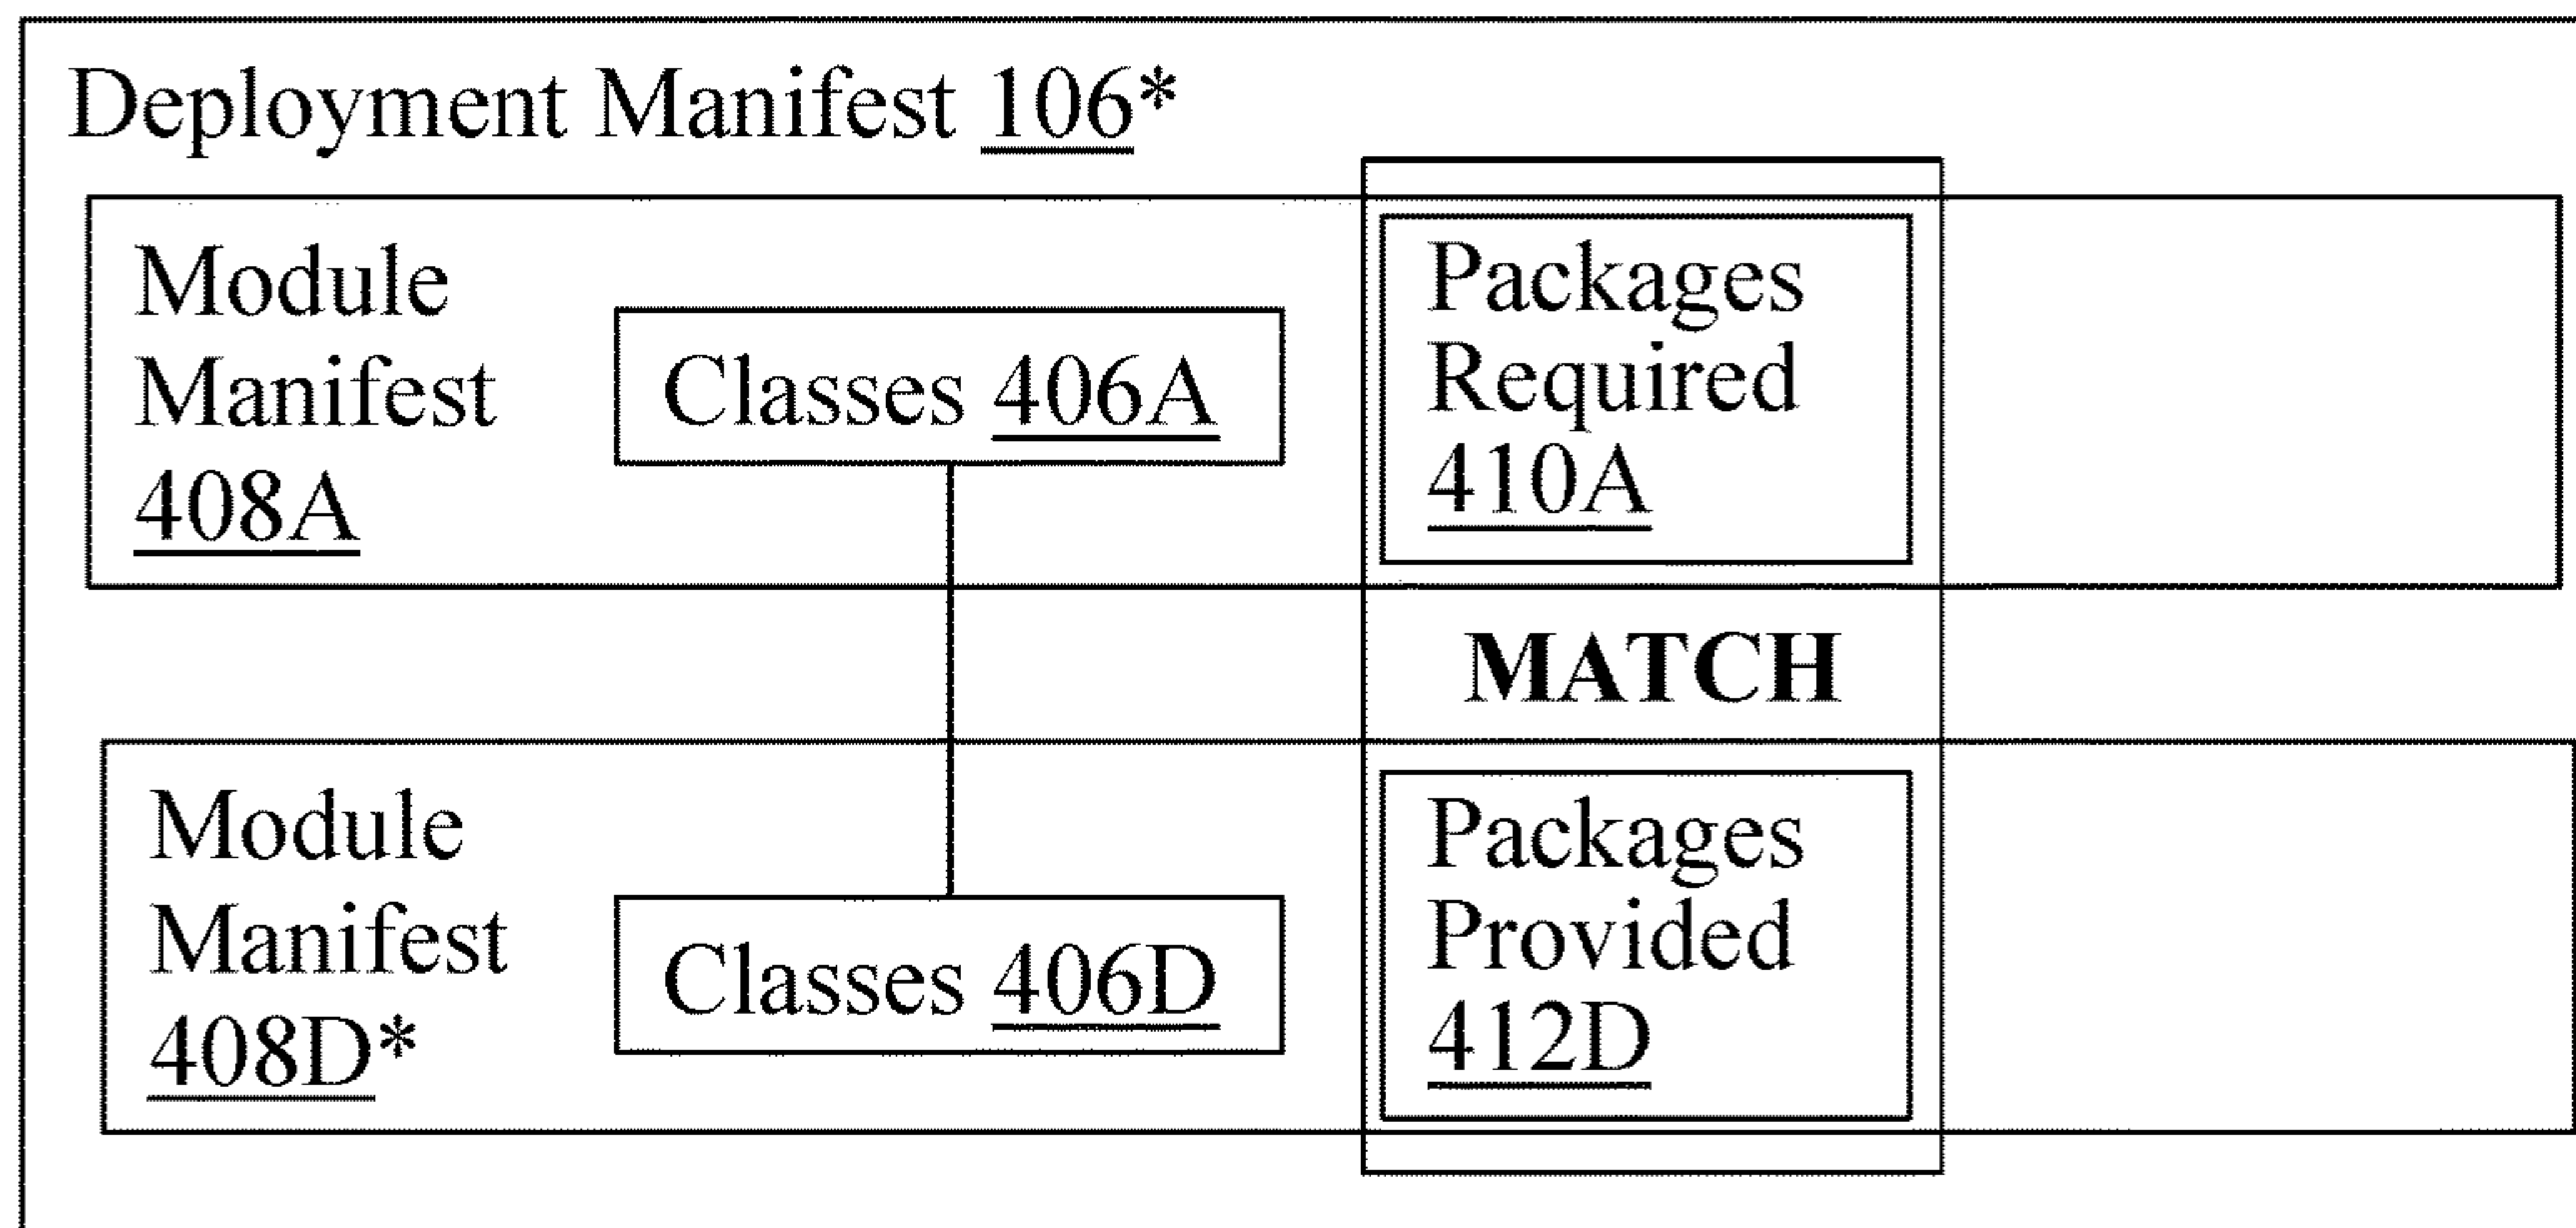 Deployment Manifest 106*
Module
Manifest
408A
Classes 406A
Packages
Required
410A
MATCH
Module
Manifest
408D*
Classes 406D
Packages
Provided
412D